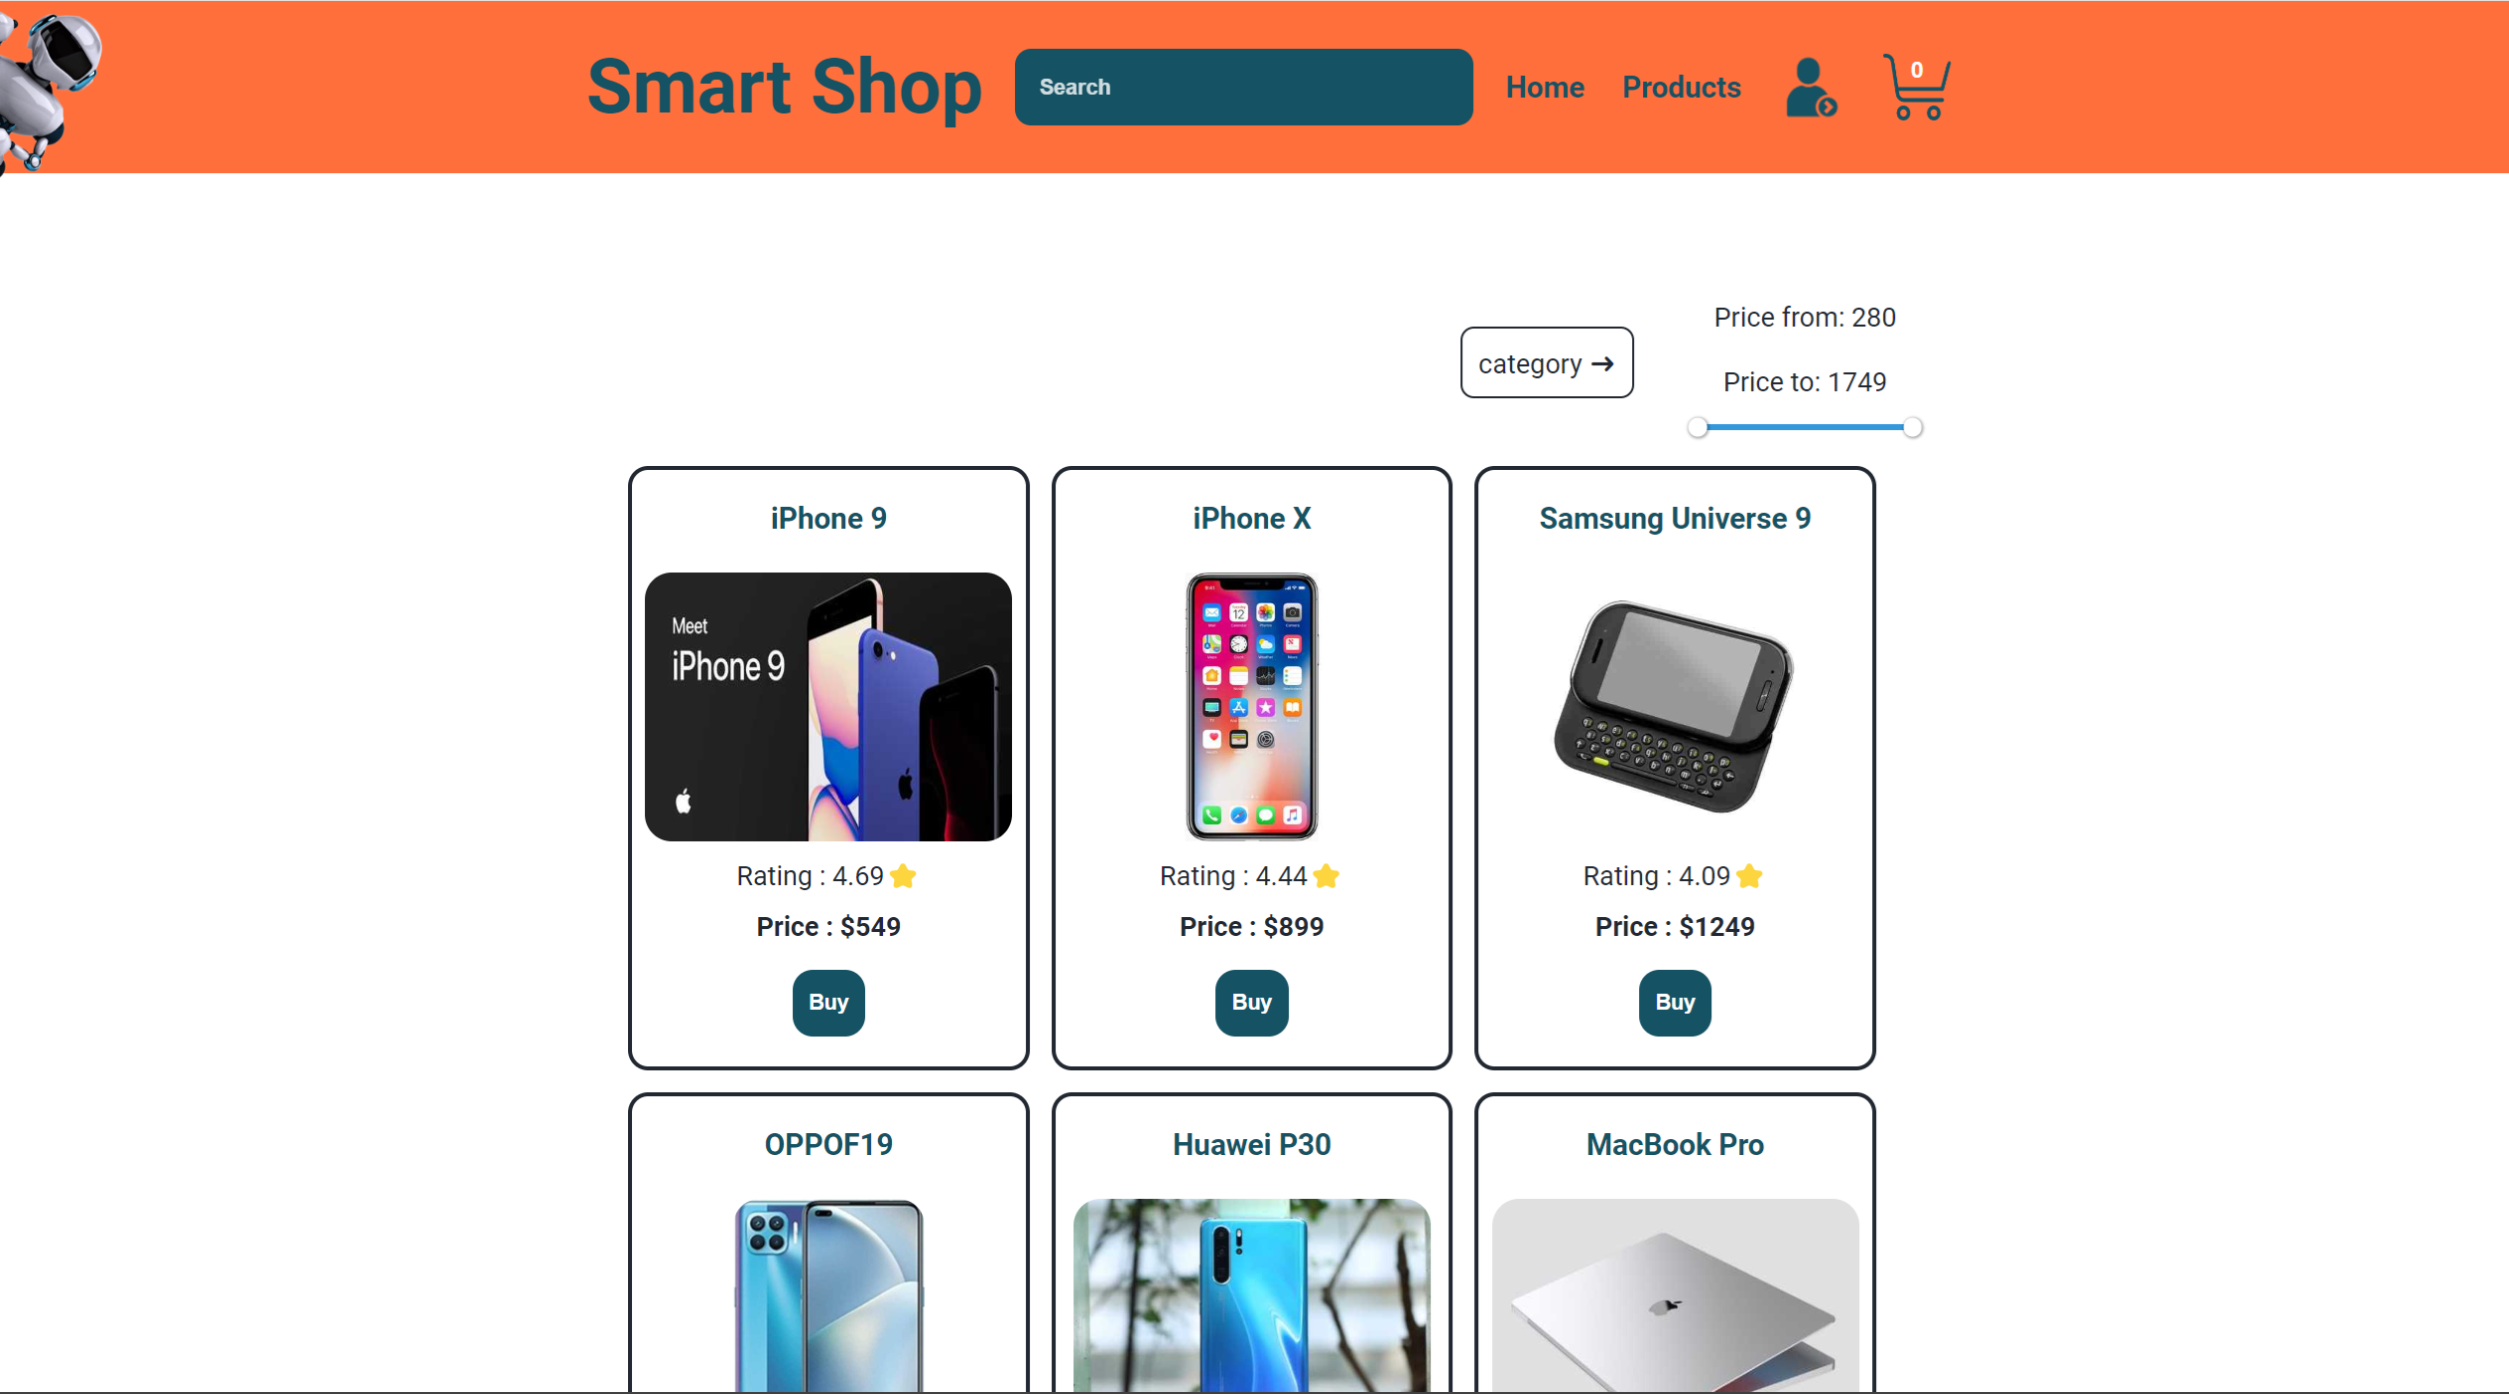 Smart Shop
Search
Home
Products
0
Price from: 280
category →
Price to: 1749
iPhone 9
iPhone X
Samsung Universe 9
Meet
iPhone 9
12
Rating : 4.69
Rating : 4.44
Rating : 4.09
Price : $549
Price : $899
Price : $1249
Buy
Buy
Buy
OPPOF19
Huawei P30
MacBook Pro